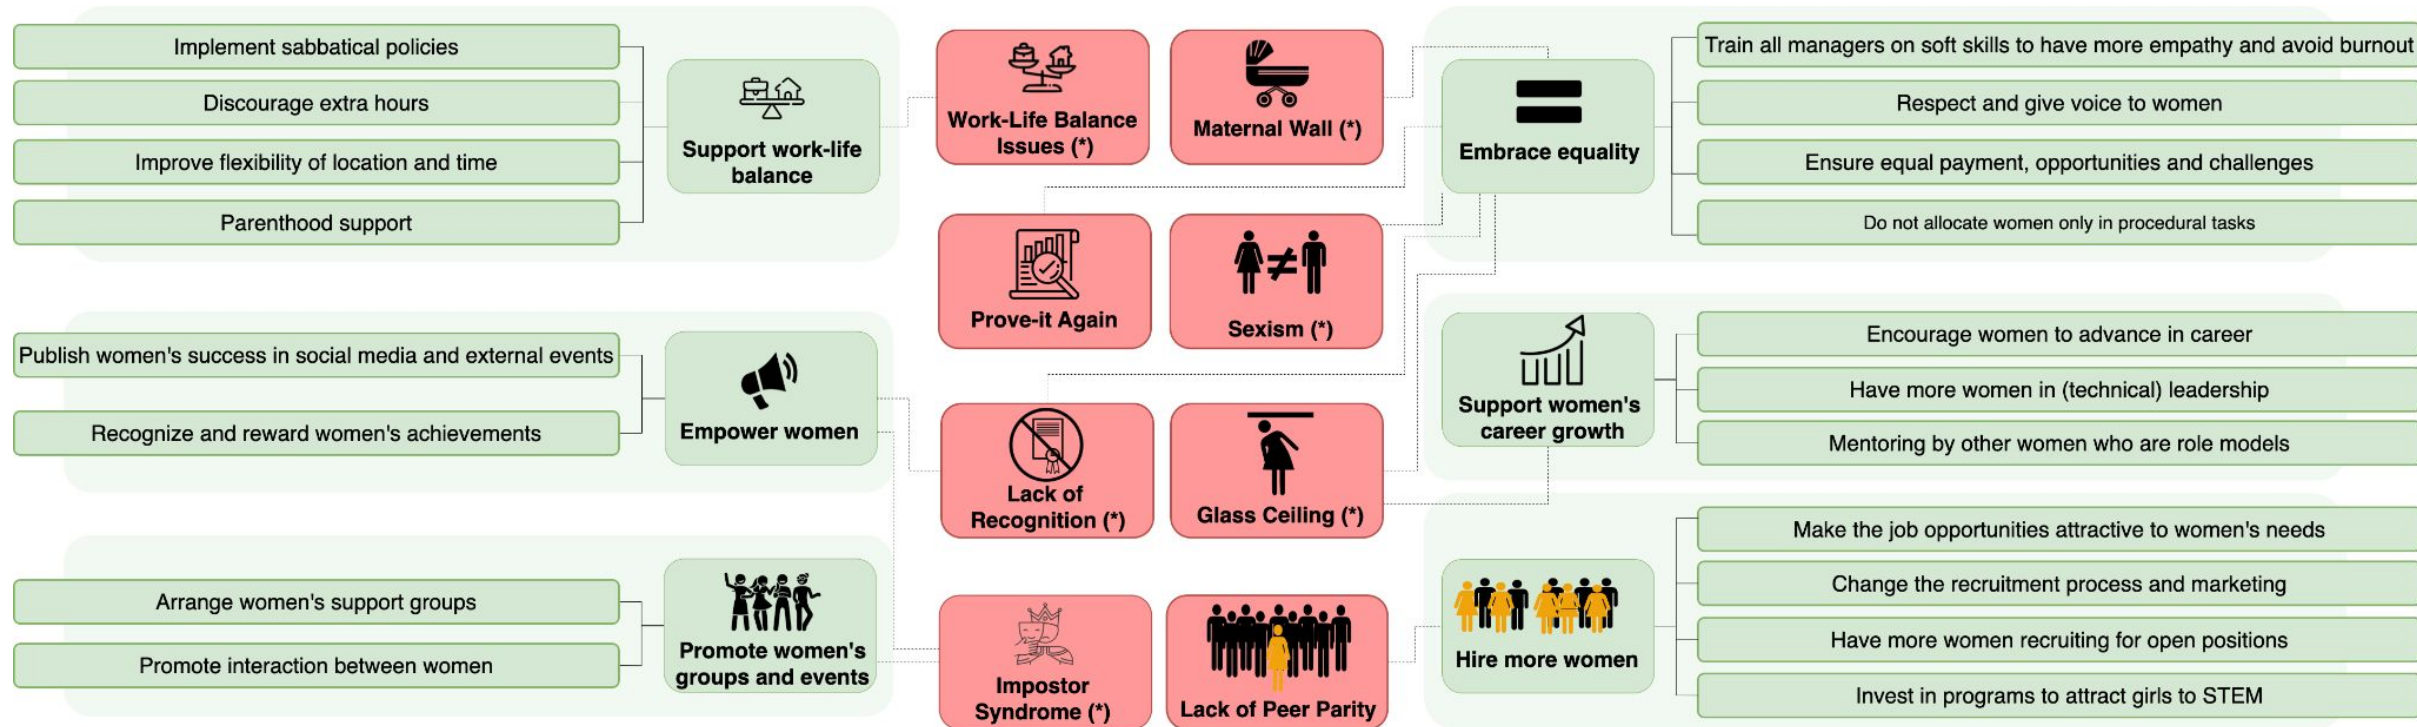 Implement sabbatical policies
Discourage extra hours
Improve flexibility of location and time
Parenthood support
Support work-life
balance
Publish women's success in social media and external events
Recognize and reward women's achievements
Empower women
Arrange women's support groups
Promote interaction between women
Promote women's
groups and events
Work-Life Balance
Issues (*)
Maternal Wall (*)
Prove-it Again
Sexism (*)
Lack of
Recognition (*)
Glass Ceiling (*)
Impostor
Syndrome (*)
Lack of Peer Parity
Embrace equality
Train all managers on soft skills to have more empathy and avoid burnout
Respect and give voice to women
Ensure equal payment, opportunities and challenges
Do not allocate women only in procedural tasks
Support women's
career growth
Encourage women to advance in career
Have more women in (technical) leadership
Mentoring by other women who are role models
Hire more women
Make the job opportunities attractive to women's needs
Change the recruitment process and marketing
Have more women recruiting for open positions
Invest in programs to attract girls to STEM